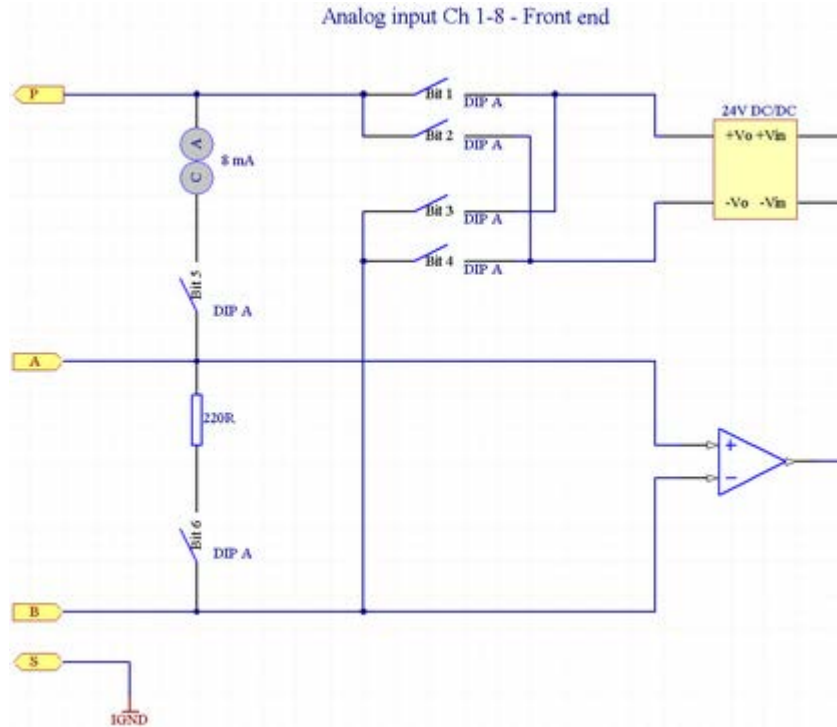 Analog input Ch 1-8 - Front end
P
Bit 1
DIP A
24V DC/DC
A
8 mA
Bit 2
DIP A
+Vo +Vin
C
Bit 3
DIP A
-Vo -Vin
Bit 4
DIP A
Bit 5
DIP A
A
220R
+
-
Bit 6
DIP A
B
S
IGND